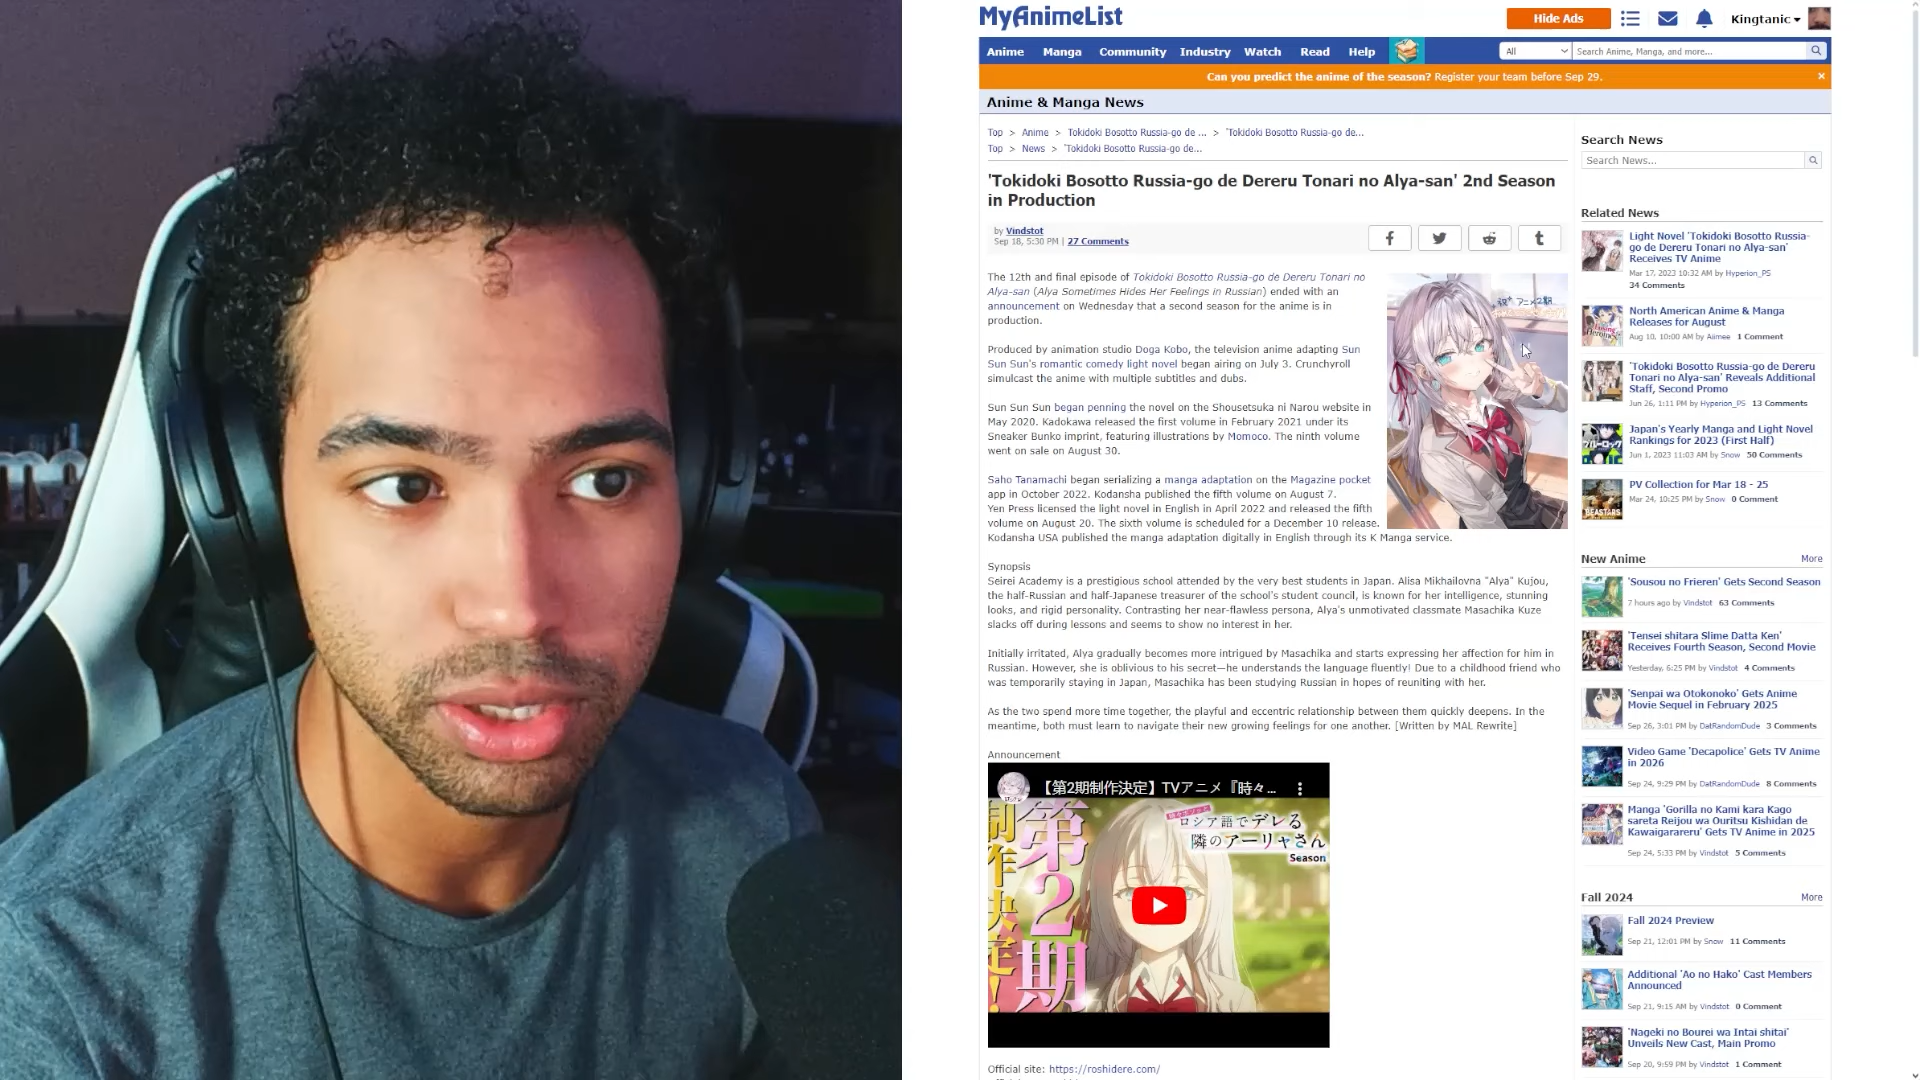 MyAnimeList
Hide Ads
Kingtanic
Anime Manga Community Industry Watch Read Help
All
Search Anime, Manga, and more...
Can you predict the anime of the season? Register your team before Sep 29.
Anime & Manga News
Top > Anime > Tokidoki Bosotto Russia-go de ... > 'Tokidoki Bosotto Russia-go de...
Top > News > 'Tokidoki Bosotto Russia-go de...
'Tokidoki Bosotto Russia-go de Dereru Tonari no Alya-san' 2nd Season
in Production
by Vindstot
Sep 18, 5:30 PM | 27 Comments
The 12th and final episode of Tokidoki Bosotto Russia-go de Dereru Tonari no
Alya-san (Alya Sometimes Hides Her Feelings in Russian) ended with an
announcement on Wednesday that a second season for the anime is in
production.
Produced by animation studio Doga Kobo, the television anime adapting Sun
Sun Sun's romantic comedy light novel began airing on July 3. Crunchyroll
simulcast the anime with multiple subtitles and dubs.
Sun Sun Sun began penning the novel on the Shousetsuka ni Narou website in
May 2020. Kadokawa released the first volume in February 2021 under its
Sneaker Bunko imprint, featuring illustrations by Momoco. The ninth volume
went on sale on August 30.
Saho Tanamachi began serializing a manga adaptation on the Magazine pocket
app in October 2022. Kodansha published the fifth volume on August 7.
Yen Press licensed the light novel in English in April 2022 and released the fifth
volume on August 20. The sixth volume is scheduled for a December 10 release.
Kodansha USA published the manga adaptation digitally in English through its K Manga service.
Synopsis
Seirei Academy is a prestigious school attended by the very best students in Japan. Alisa Mikhailovna "Alya" Kujou,
the half-Russian and half-Japanese treasurer of the school's student council, is known for her intelligence, stunning
looks, and rigid personality. Contrasting her near-flawless persona, Alya's unmotivated classmate Masachika Kuze
slacks off during lessons and seems to show no interest in her.
Initially irritated, Alya gradually becomes more intrigued by Masachika and starts expressing her affection for him in
Russian. However, she is oblivious to his secret—he understands the language fluently! Due to a childhood friend who
was temporarily staying in Japan, Masachika has been studying Russian in hopes of reuniting with her.
As the two spend more time together, the playful and eccentric relationship between them quickly deepens. In the
meantime, both must learn to navigate their new growing feelings for one another. [Written by MAL Rewrite]
Announcement
【第2期制作決定】TVアニメ『時々...
第2期
制作決定!
ロシア語でデレる
隣のアーリャさん
Season
Official site: https://roshidere.com/
Search News
Search News...
Related News
Light Novel 'Tokidoki Bosotto Russia-
go de Dereru Tonari no Alya-san'
Receives TV Anime
Mar 17, 2023 10:32 AM by Hyperion_PS
34 Comments
North American Anime & Manga
Releases for August
Aug 10, 10:00 AM by Aiimee 1 Comment
'Tokidoki Bosotto Russia-go de Dereru
Tonari no Alya-san' Reveals Additional
Staff, Second Promo
Jun 26, 1:11 PM by Hyperion_PS 13 Comments
Japan's Yearly Manga and Light Novel
Rankings for 2023 (First Half)
Jun 1, 2023 11:03 AM by Snow 50 Comments
PV Collection for Mar 18 - 25
Mar 24, 10:25 PM by Snow 0 Comment
BEASTARS
New Anime More
'Sousou no Frieren' Gets Second Season
7 hours ago by Vindstot 63 Comments
'Tensei shitara Slime Datta Ken'
Receives Fourth Season, Second Movie
Yesterday, 6:25 PM by Vindstot 4 Comments
'Senpai wa Otokonoko' Gets Anime
Movie Sequel in February 2025
Sep 26, 3:01 PM by DatRandomDude 3 Comments
Video Game 'Decapolice' Gets TV Anime
in 2026
Sep 24, 9:29 PM by DatRandomDude 8 Comments
Manga 'Gorilla no Kami kara Kago
sareta Reijou wa Ouritsu Kishidan de
Kawaigarareru' Gets TV Anime in 2025
Sep 24, 5:33 PM by Vindstot 5 Comments
Fall 2024 More
Fall 2024 Preview
Sep 21, 12:01 PM by Snow 11 Comments
Additional 'Ao no Hako' Cast Members
Announced
Sep 21, 9:15 AM by Vindstot 0 Comment
'Nageki no Bourei wa Intai shitai'
Unveils New Cast, Main Promo
Sep 20, 9:59 PM by Vindstot 1 Comment